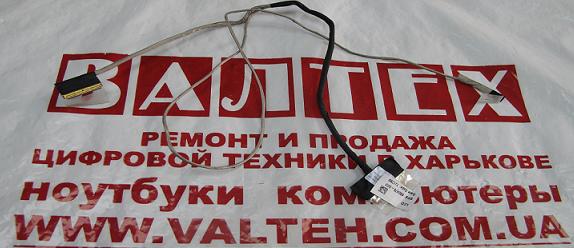 ВАЛТЕХ
РЕМОНТ И ПРОДАЖА
ЦИФРОВОЙ ТЕХНИКИ В ХАРЬКОВЕ
ноутбуки компьютеры
WWW.VALTEH.COM.UA